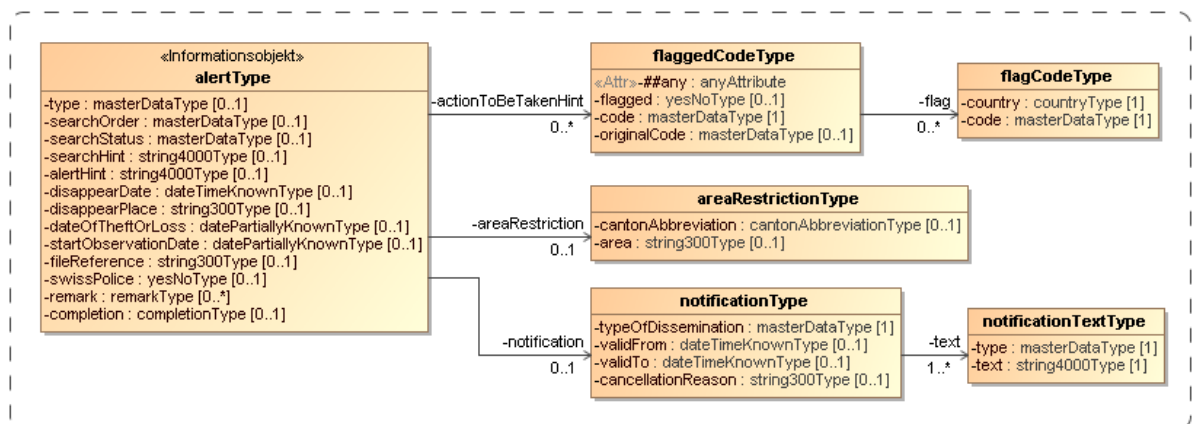 «Informationsobjekt»
alertType
-type : masterDataType [0..1]
-searchOrder : masterDataType [0..1]
-searchStatus : masterDataType [0..1]
-searchHint : string4000Type [0..1]
-alertHint : string4000Type [0..1]
-disappearDate : dateTimeKnownType [0..1]
-disappearPlace : string300Type [0..1]
-dateOfTheftOrLoss : datePartiallyKnownType [0..1]
-startObservationDate : datePartiallyKnownType [0..1]
-fileReference : string300Type [0..1]
-swissPolice : yesNoType [0..1]
-remark : remarkType [0..*]
-completion : completionType [0..1]
-actionToBeTakenHint
0..*
flaggedCodeType
«Attr»-##any : anyAttribute
-flagged : yesNoType [0..1]
-code : masterDataType [1]
-originalCode : masterDataType [0..1]
-flag
0..*
flagCodeType
-country : countryType [1]
-code : masterDataType [1]
-areaRestriction
0..1
areaRestrictionType
-cantonAbbreviation : cantonAbbreviationType [0..1]
-area : string300Type [0..1]
-notification
0..1
notificationType
-typeOfDissemination : masterDataType [1]
-validFrom : dateTimeKnownType [0..1]
-validTo : dateTimeKnownType [0..1]
-cancellationReason : string300Type [0..1]
-text
1..*
notificationTextType
-type : masterDataType [1]
-text : string4000Type [1]